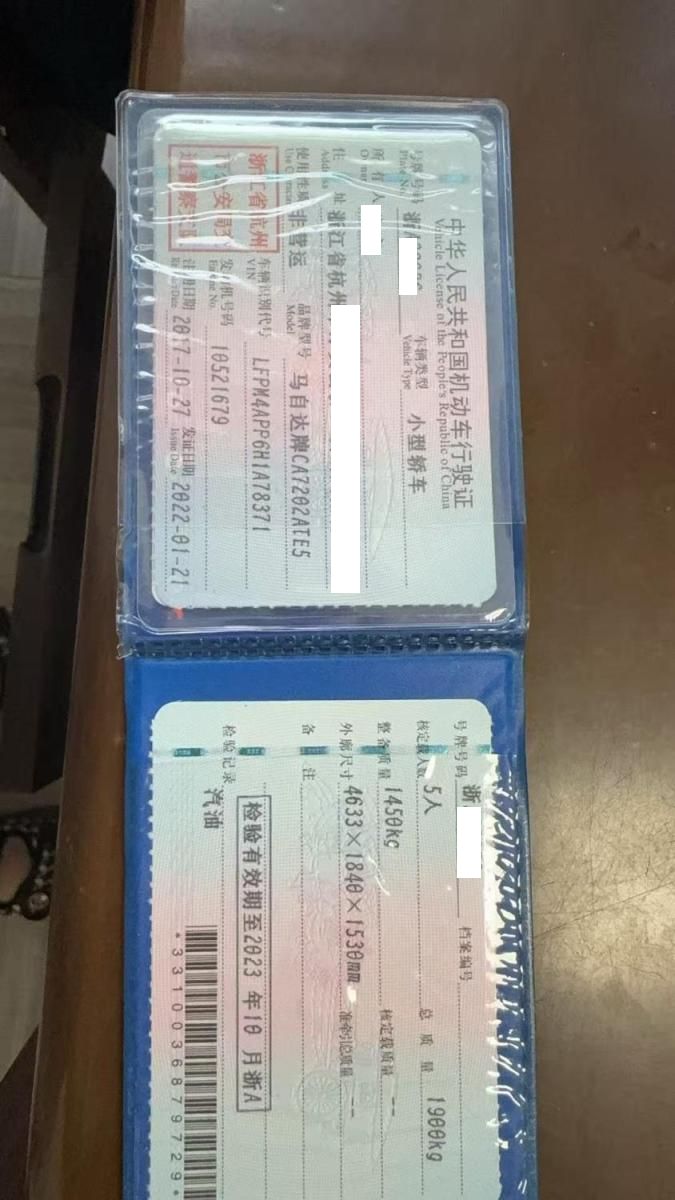 中华人民共和国机动车行驶证
Vehicle License of the People's Republic of China
号牌号码 浙A 车辆类型 小型轿车
Plate No. Vehicle Type
所有人
Owner
住址 浙江省杭州
Address
使用性质 非营运 品牌型号 马自达牌CA7202ATE5
Use Character Model
浙江省杭州
市公安局交
通警察支队
车辆识别代号 LFPM4APP6H1A78371
VIN
发动机号码 10521679
Engine No.
注册日期 2017-10-27 发证日期 2022-01-21
Register Date Issue Date
号牌号码 浙 档案编号
核定载人数 5人 总质量 1900kg
整备质量 1450kg 核定载质量 --
外廓尺寸 4633×1840×1530mm 准牵引总质量 --
备注
检验有效期至2023年10月浙A
检验记录
汽油
*3310036879729*